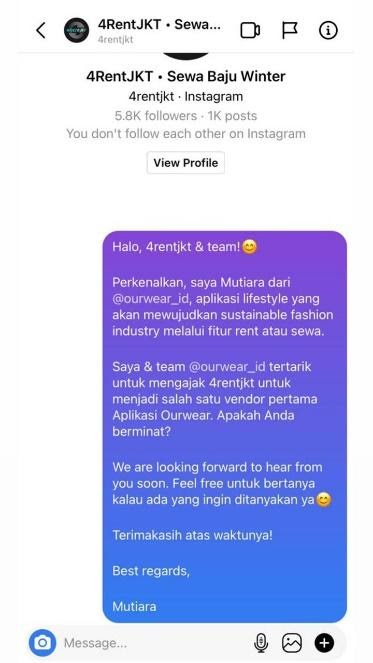 4RentJKT • Sewa...
4rentjkt
4RentJKT • Sewa Baju Winter
4rentjkt · Instagram
5.8K followers · 1K posts
You don't follow each other on Instagram
View Profile
Halo, 4rentjkt & team!😊
Perkenalkan, saya Mutiara dari
@ourwear_id, aplikasi lifestyle yang
akan mewujudkan sustainable fashion
industry melalui fitur rent atau sewa.
Saya & team @ourwear_id tertarik
untuk mengajak 4rentjkt untuk
menjadi salah satu vendor pertama
Aplikasi Ourwear. Apakah Anda
berminat?
We are looking forward to hear from
you soon. Feel free untuk bertanya
kalau ada yang ingin ditanyakan ya😊
Terimakasih atas waktunya!
Best regards,
Mutiara
Message...